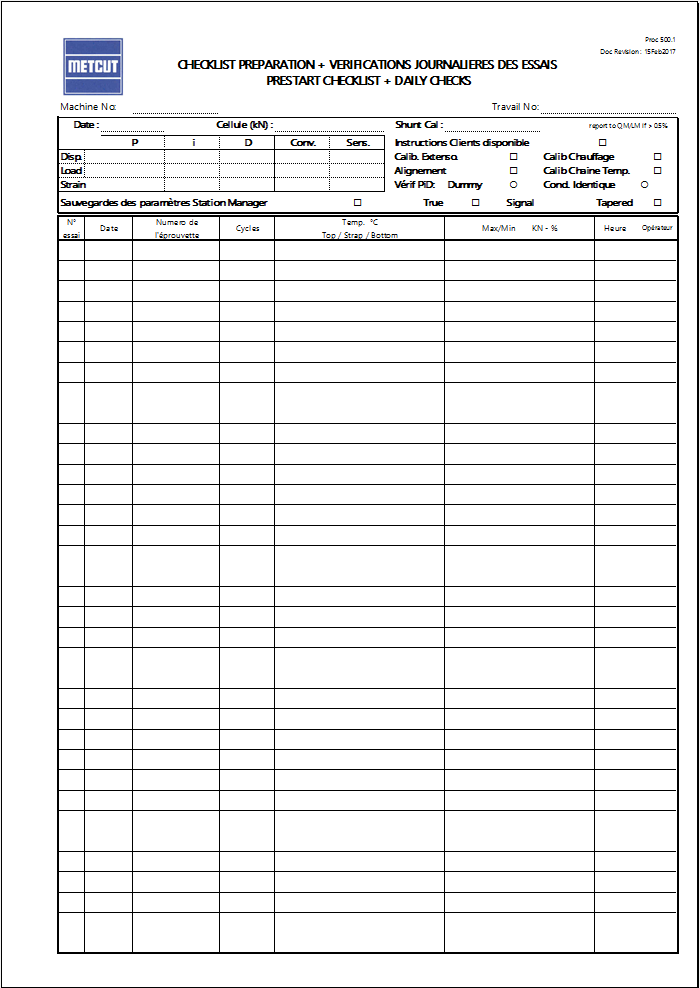 Proc 500.1
Doc Revision : 15Feb2017
METCUT
CHECKLIST PREPARATION + VERIFICATIONS JOURNALIERES DES ESSAIS
PRESTART CHECKLIST + DAILY CHECKS
Machine No: Travail No:
Date : Cellule (kN) : Shunt Cal : report to QM/LM if > 0.5%
P i D Conv. Sens. Instructions Clients disponible ☐
Disp. Calib. Extenso. ☐ Calib Chauffage ☐
Load Alignement ☐ Calib Chaine Temp. ☐
Strain Vérif PID: Dummy ○ Cond. Identique ○
Sauvegardes des paramètres Station Manager ☐ True ☐ Signal Tapered ☐
N° essai Date Numero de l'éprouvette Cycles Temp. °C Top / Strap / Bottom Max/Min KN - % Heure Opérateur